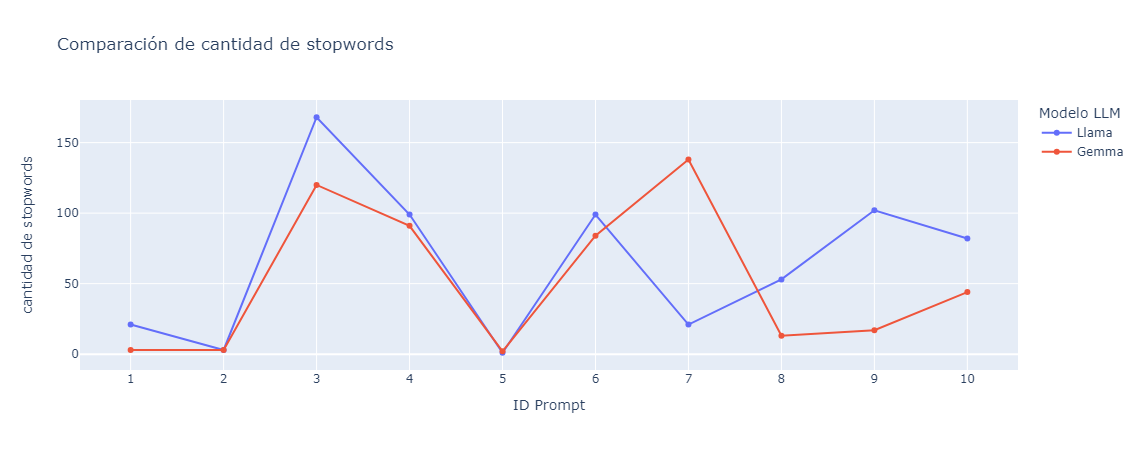 Comparación de cantidad de stopwords
Modelo LLM
Llama
Gemma
cantidad de stopwords
150
100
50
0
1 2 3 4 5 6 7 8 9 10
ID Prompt